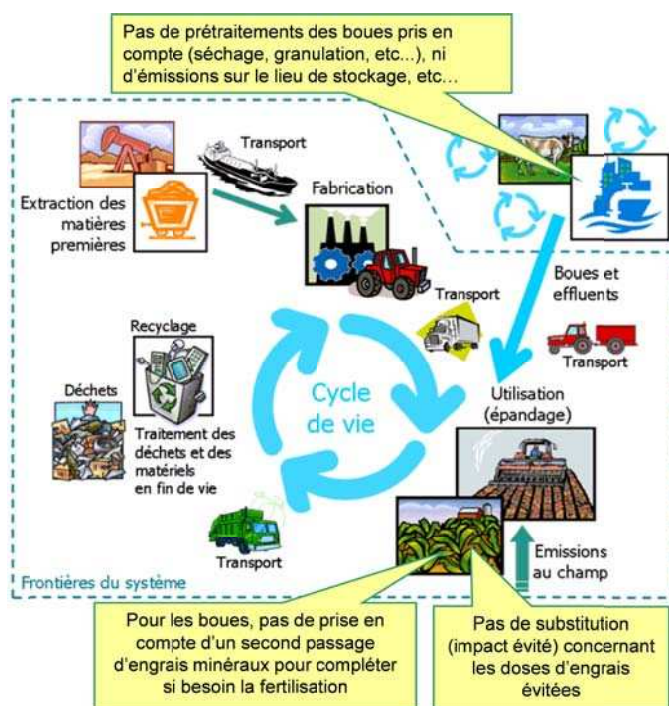 Pas de prétraitements des boues pris en
compte (séchage, granulation, etc...), ni
d'émissions sur le lieu de stockage, etc…
Transport
Fabrication
Extraction des
matières
premières
Boues et
effluents
Transport
Transport
Recyclage
Déchets
Traitement des
déchets et des
matériels
en fin de vie
Cycle
de vie
Utilisation
(épandage)
Transport
Emissions
au champ
Frontières du système
Pour les boues, pas de prise en
compte d'un second passage
d'engrais minéraux pour compléter
si besoin la fertilisation
Pas de substitution
(impact évité) concernant
les doses d'engrais
évitées